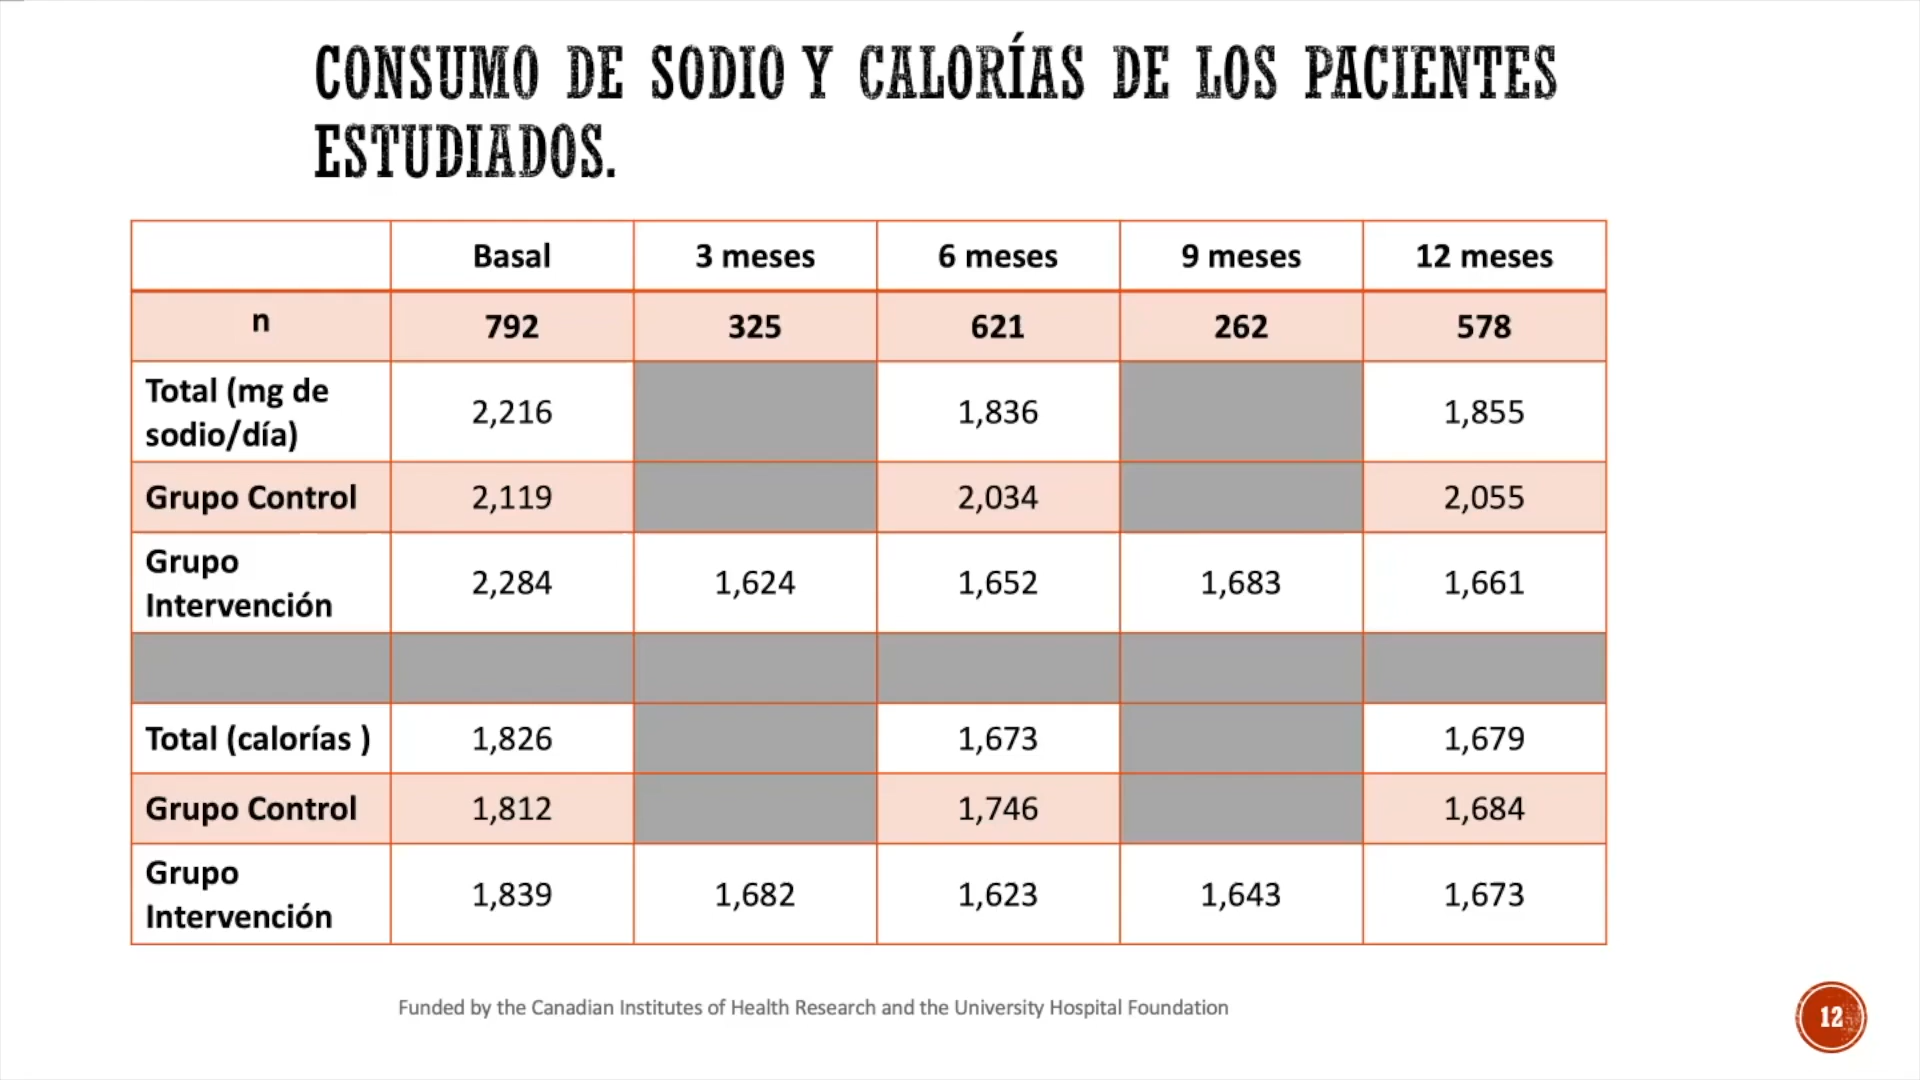 CONSUMO DE SODIO Y CALORÍAS DE LOS PACIENTES
ESTUDIADOS.
Basal 3 meses 6 meses 9 meses 12 meses
n 792 325 621 262 578
Total (mg de
sodio/día) 2,216 1,836 1,855
Grupo Control 2,119 2,034 2,055
Grupo
Intervención 2,284 1,624 1,652 1,683 1,661
Total (calorías ) 1,826 1,673 1,679
Grupo Control 1,812 1,746 1,684
Grupo
Intervención 1,839 1,682 1,623 1,643 1,673
Funded by the Canadian Institutes of Health Research and the University Hospital Foundation
12